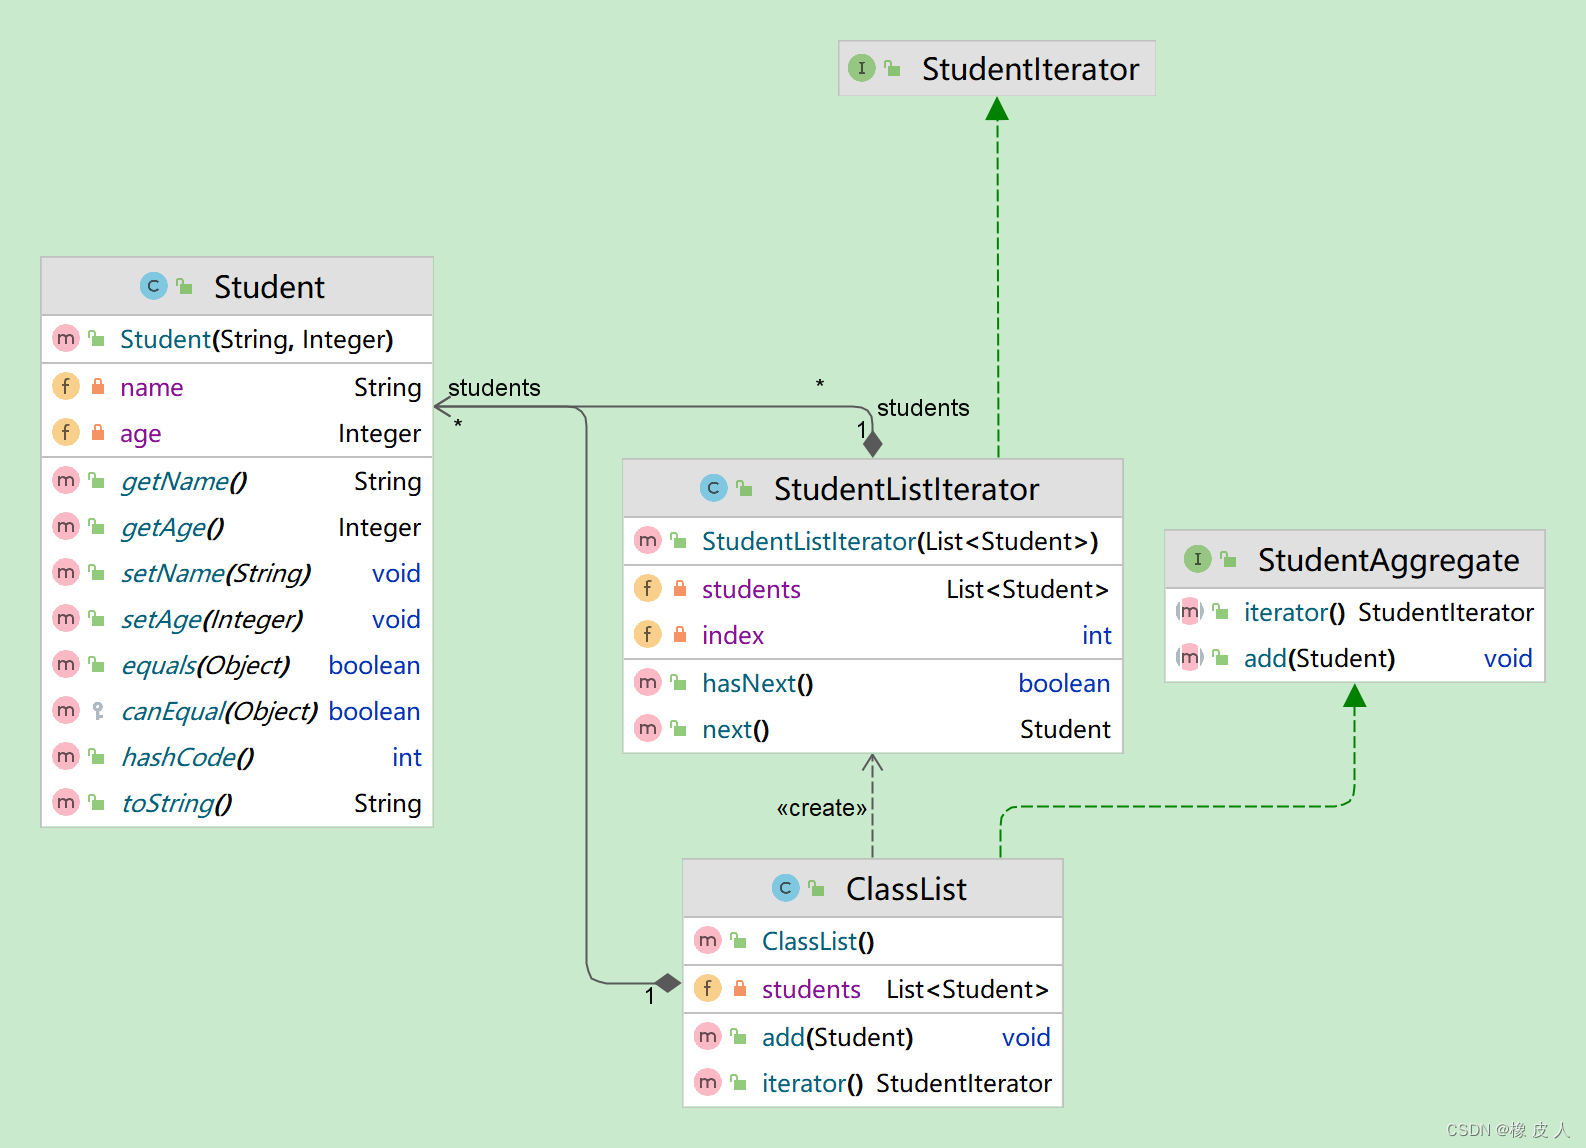 StudentIterator
Student
Student(String, Integer)
name String
age Integer
getName() String
getAge() Integer
setName(String) void
setAge(Integer) void
equals(Object) boolean
canEqual(Object) boolean
hashCode() int
toString() String
students
*
*
students
1
StudentListIterator
StudentListIterator(List<Student>)
students List<Student>
index int
hasNext() boolean
next() Student
StudentAggregate
iterator() StudentIterator
add(Student) void
«create»
1
ClassList
ClassList()
students List<Student>
add(Student) void
iterator() StudentIterator
CSDN @橡 皮 人